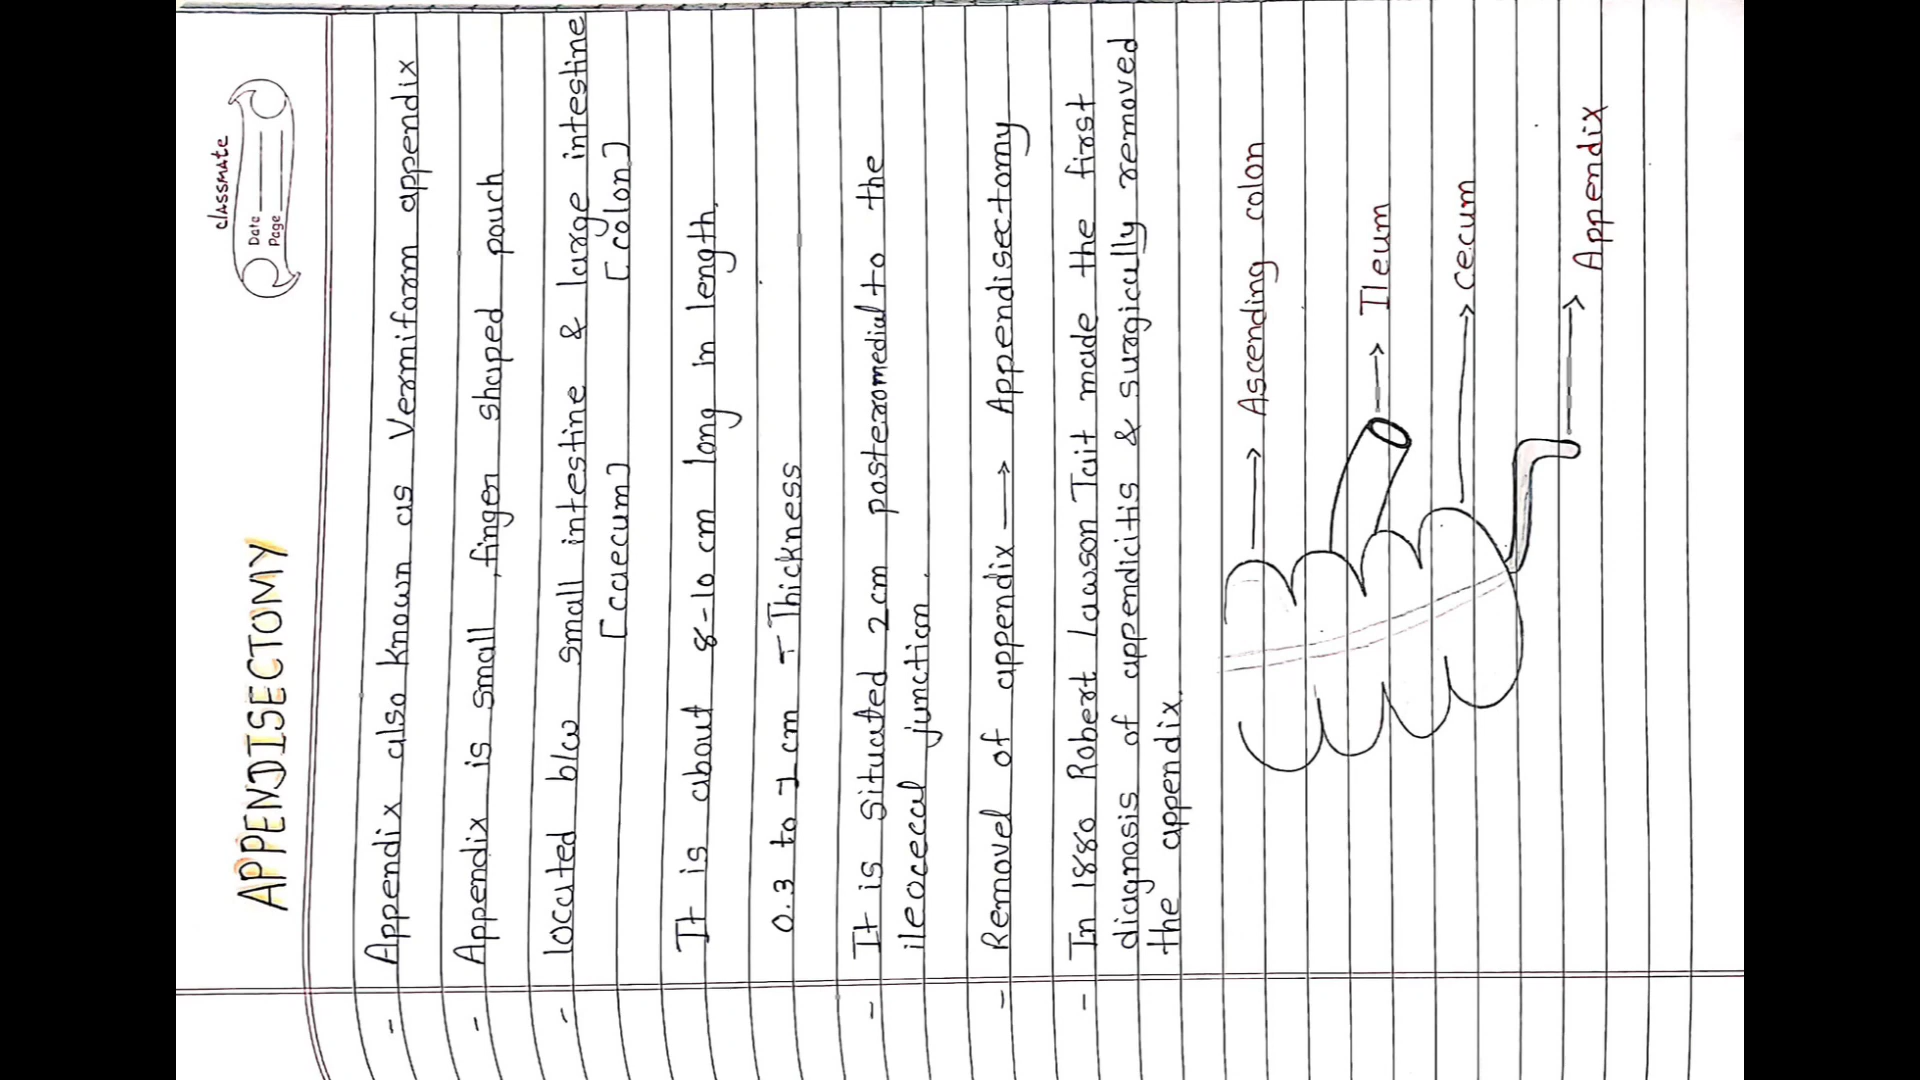 classmate
Date
Page
APPENDISECTOMY
- Appendix also known as Vermiform appendix
- Appendix is small, finger shaped pouch
- located b/w small intestine & large intestine
[caecum] [colon]
It is about 8-10 cm long in length.
0.3 to 1 cm - Thickness
- It is situated 2cm posteromedial to the
ileocecal junction.
- Removel of appendix → Appendisectomy
- In 1880 Robert Lawson Tait made the first
diagnosis of appendicitis & surgically removed
the appendix.
→ Ascending colon
→ Ileum
→ cecum
→ Appendix